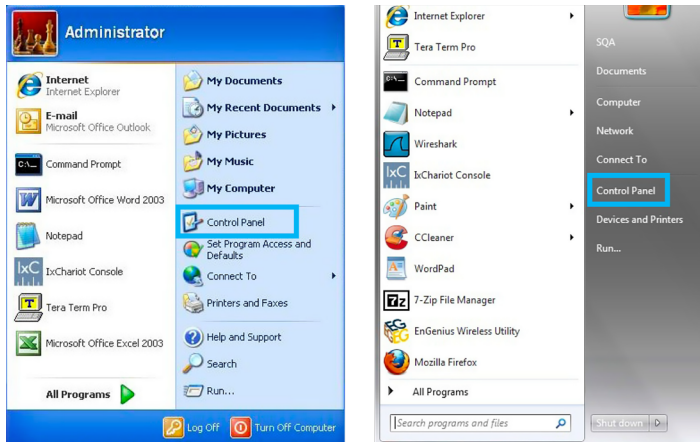 Administrator
Internet
Internet Explorer
E-mail
Microsoft Office Outlook
C:\_
Command Prompt
W
Microsoft Office Word 2003
Notepad
IxC
IxChariot Console
T
Tera Term Pro
Microsoft Office Excel 2003
All Programs
My Documents
My Recent Documents
My Pictures
My Music
My Computer
Control Panel
Set Program Access and
Defaults
Connect To
Printers and Faxes
Help and Support
Search
Run...
Log Off
Turn Off Computer
Internet Explorer
T
Tera Term Pro
C:\_
Command Prompt
Notepad
Wireshark
IxC
IxChariot Console
Paint
CCleaner
WordPad
7z
7-Zip File Manager
EnGenius Wireless Utility
Mozilla Firefox
All Programs
Search programs and files
SQA
Documents
Computer
Network
Connect To
Control Panel
Devices and Printers
Run...
Shut down